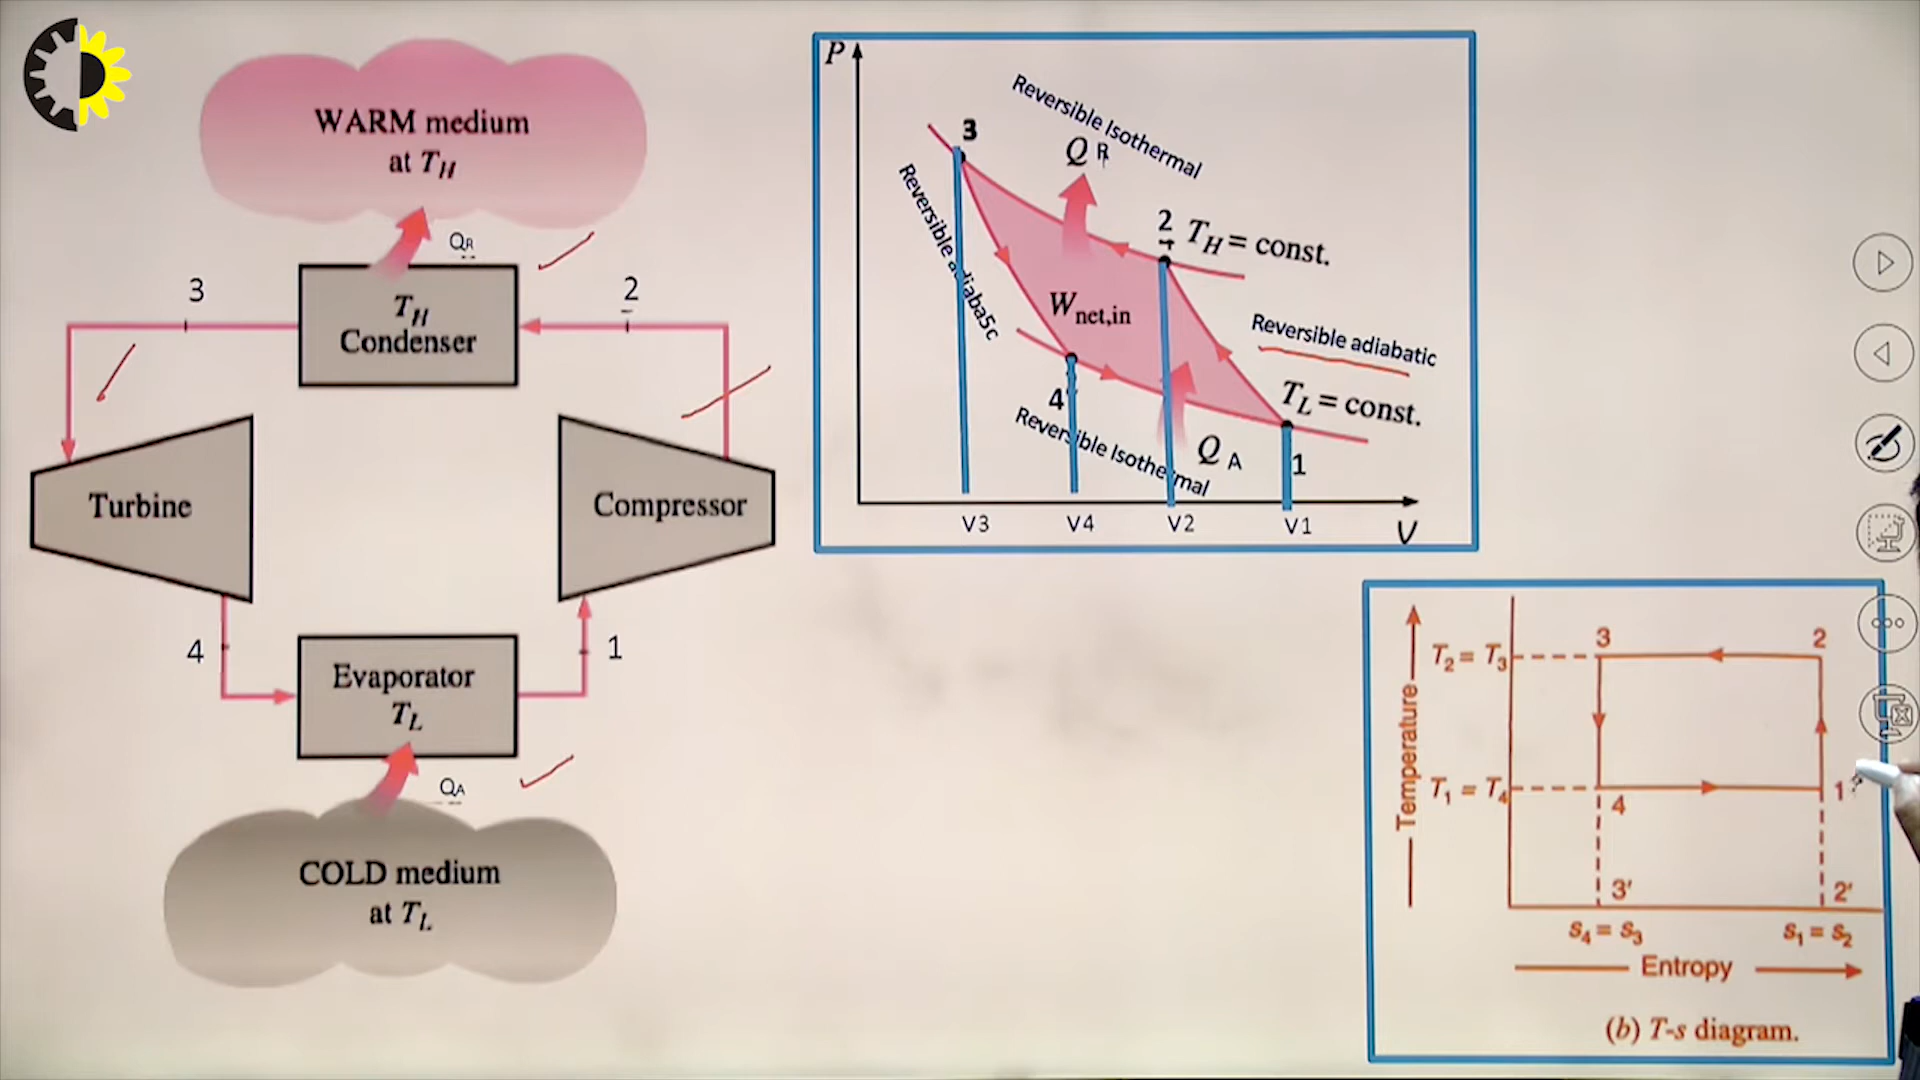 WARM medium
at T_H
Q_R
3
2
T_H
Condenser
Turbine
Compressor
4
1
Evaporator
T_L
Q_A
COLD medium
at T_L
P
3
Reversible Isothermal
Q R
2
T_H = const.
Reversible adiaba5c
W_net,in
Reversible adiabatic
T_L = const.
4
Reversible Isothermal
Q A
1
V3 V4 V2 V1
V
3 2
T_2 = T_3
Temperature
T_1 = T_4
4
1
3' 2'
s_4 = s_3 s_1 = s_2
Entropy
(b) T-s diagram.